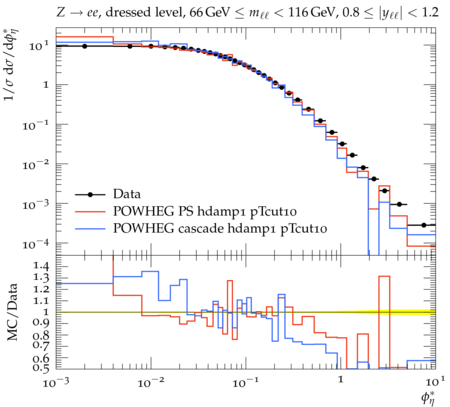 Z → ee, dressed level, 66 GeV ≤ mℓℓ < 116 GeV, 0.8 ≤ |yℓℓ| < 1.2
1/σ dσ/dφ*η
10¹
1
10⁻¹
10⁻²
10⁻³
10⁻⁴
Data
POWHEG PS hdamp1 pTcut10
POWHEG cascade hdamp1 pTcut10
MC/Data
1.4
1.3
1.2
1.1
1
0.9
0.8
0.7
0.6
0.5
10⁻³ 10⁻² 10⁻¹ 1 10¹
φ*η